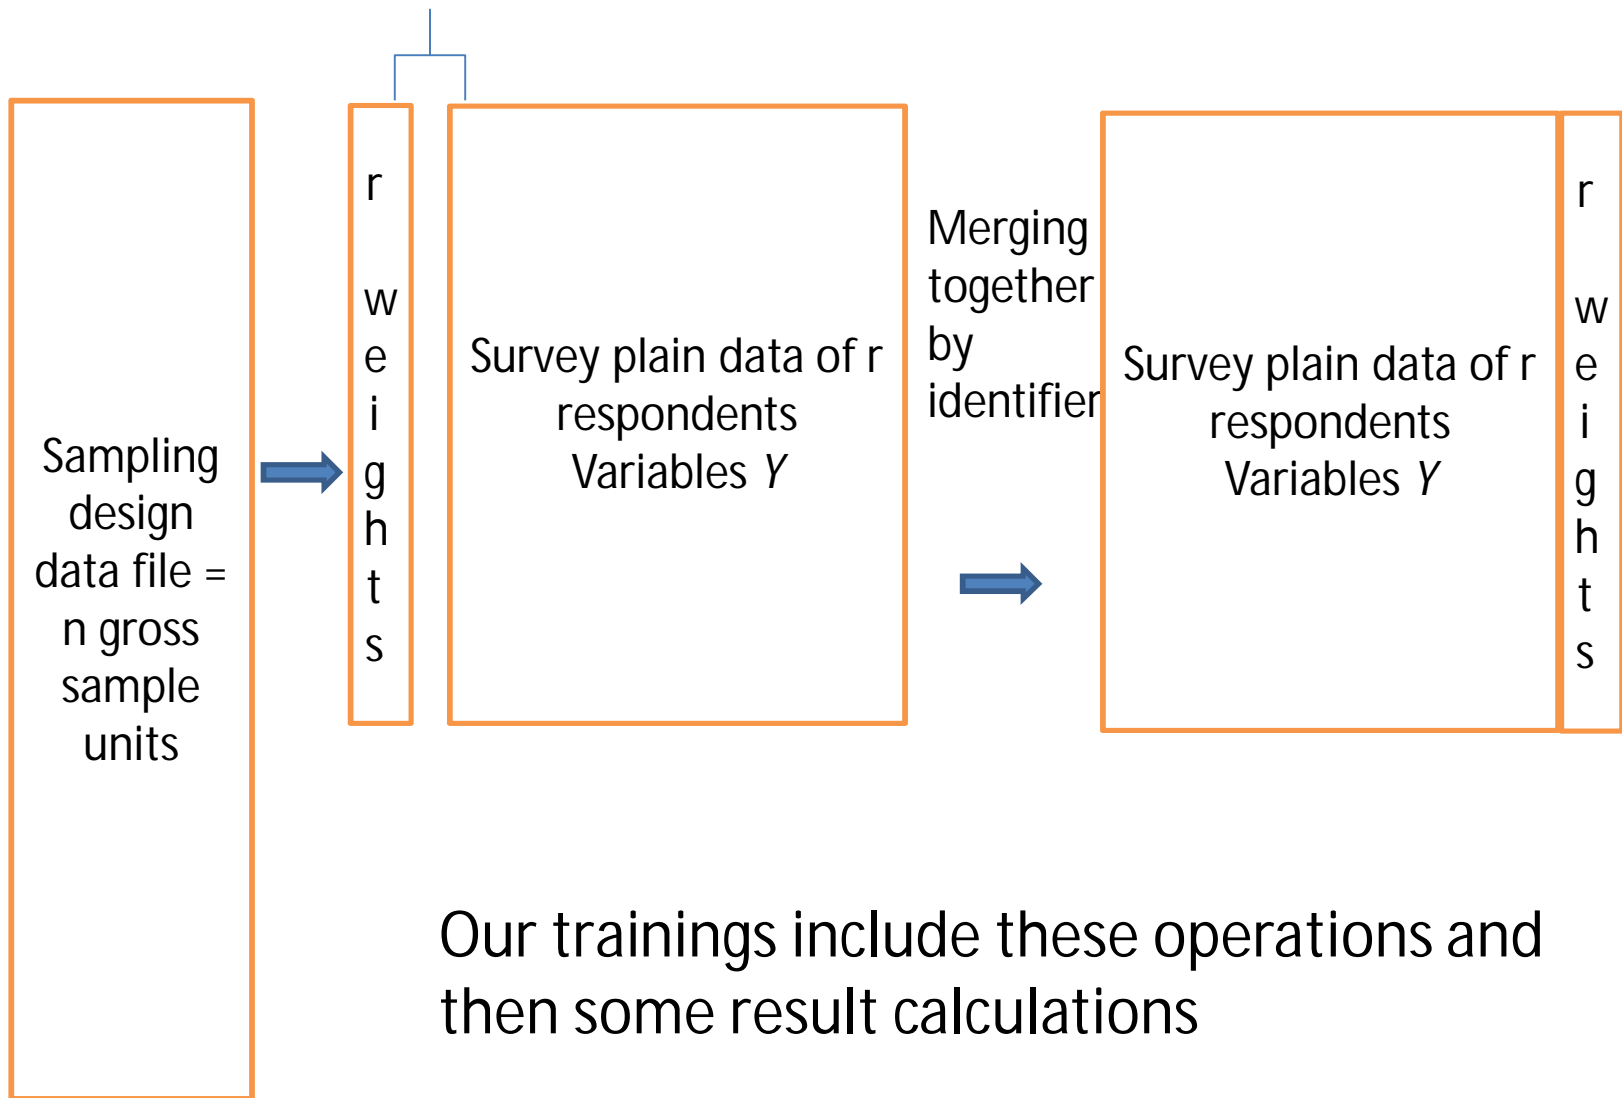 Sampling
design
data file =
n gross
sample
units
r
w
e
i
g
h
t
s
Survey plain data of r
respondents
Variables Y
Merging
together
by
identifier
Survey plain data of r
respondents
Variables Y
r
w
e
i
g
h
t
s
Our trainings include these operations and
then some result calculations